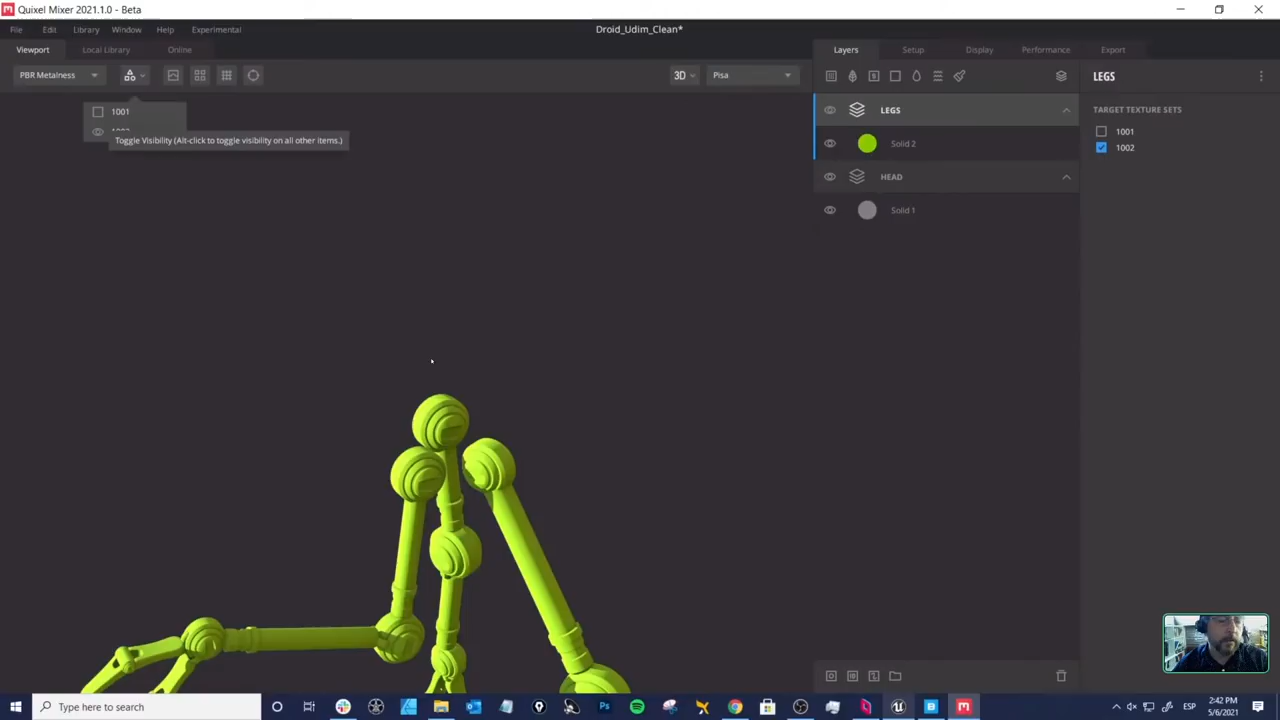 Quixel Mixer 2021.1.0 - Beta
File Edit Library Window Help Experimental
Droid_Udim_Clean*
Viewport Local Library Online
Layers Setup Display Performance Export
PBR Metalness
3D
Pisa
LEGS
1001
Toggle Visibility (Alt-click to toggle visibility on all other items.)
LEGS
Solid 2
HEAD
Solid 1
TARGET TEXTURE SETS
1001
1002
Type here to search
ESP
2:42 PM
5/6/2021